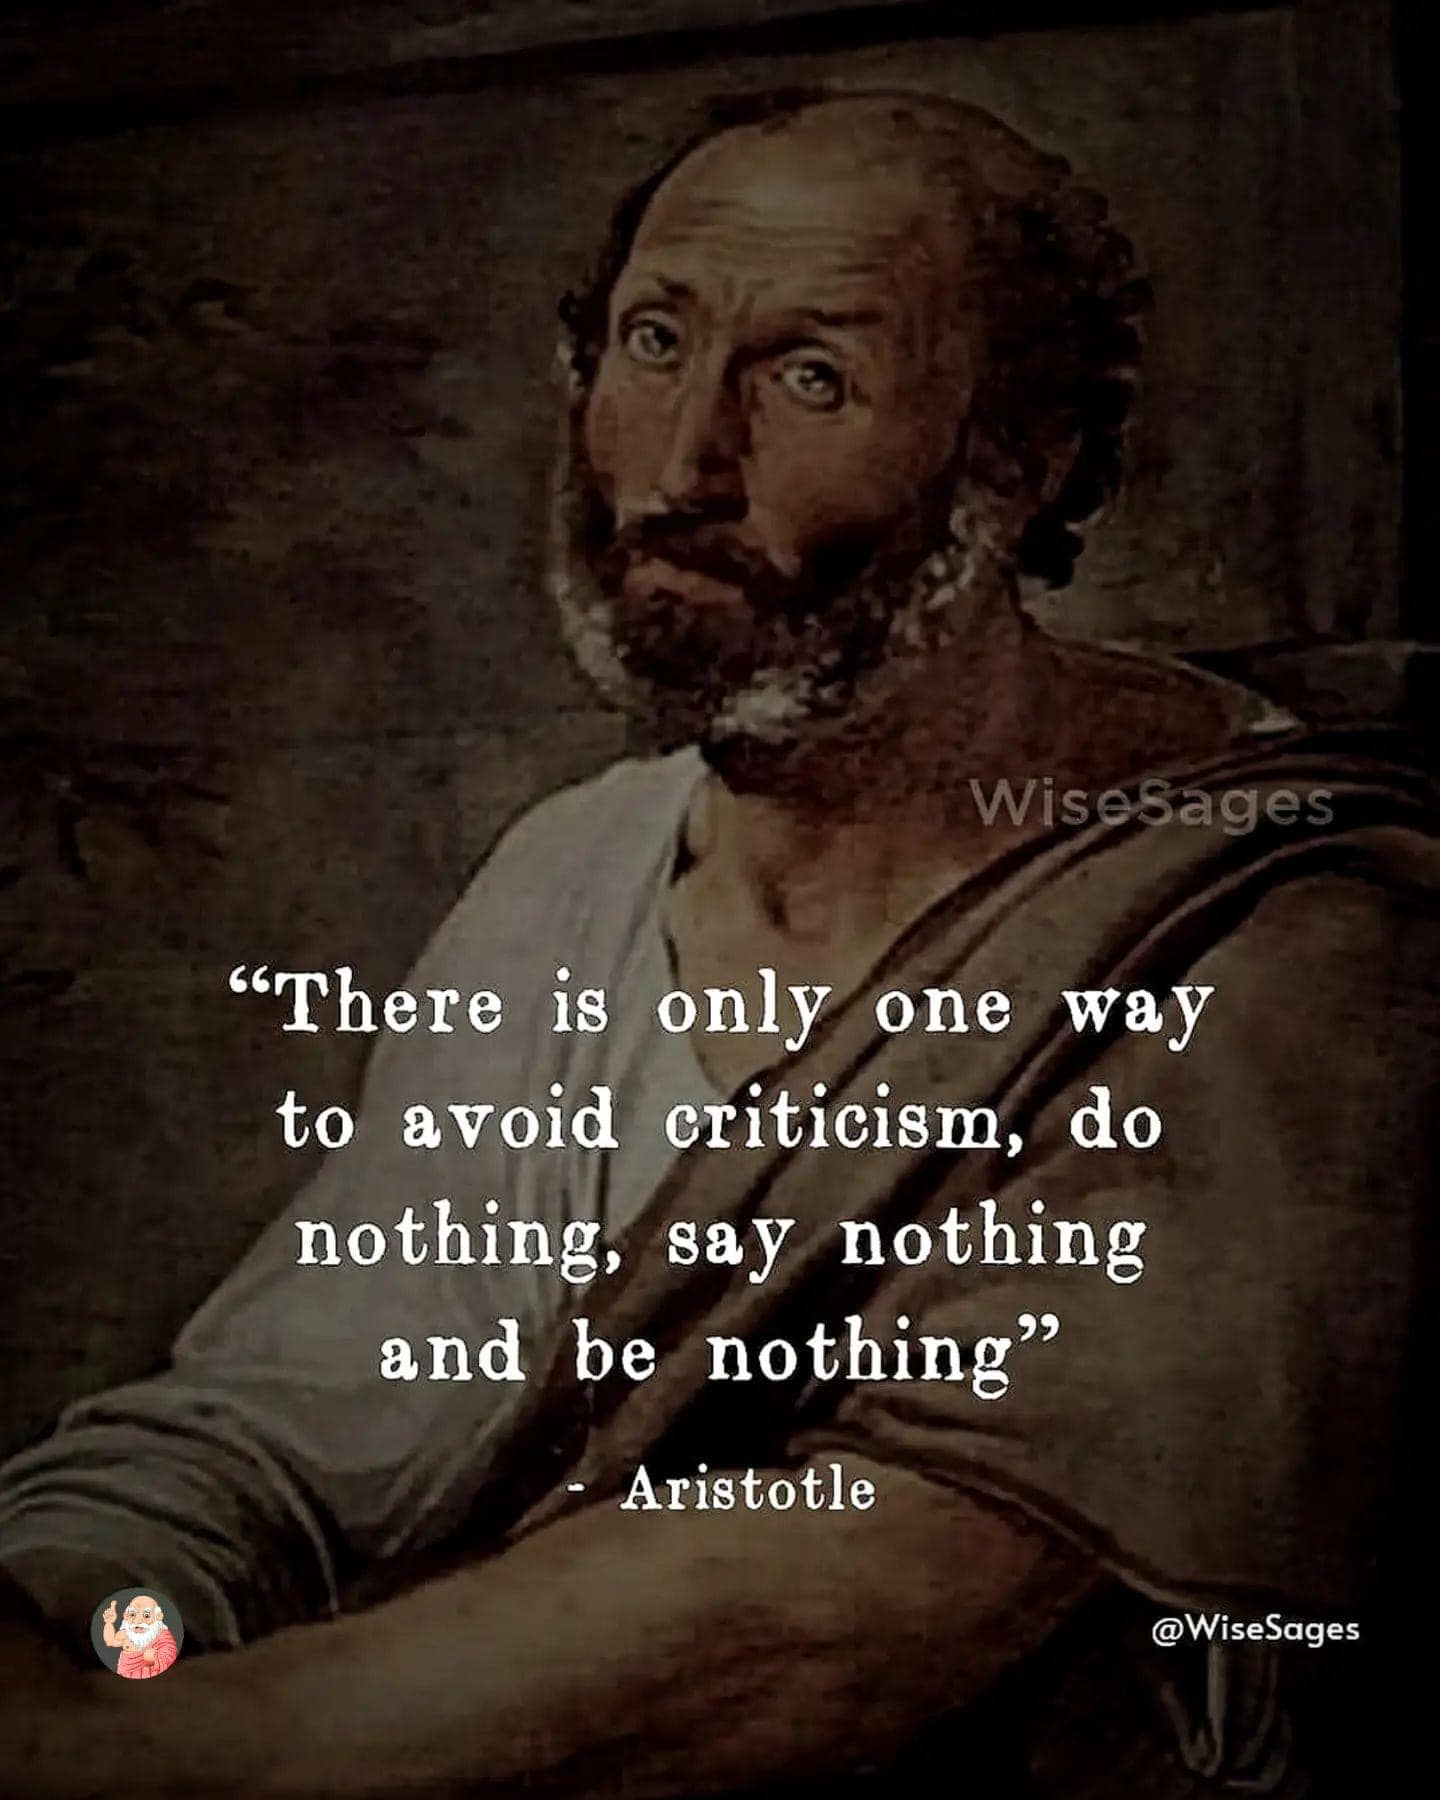 WiseSages
“There is only one way
to avoid criticism, do
nothing, say nothing
and be nothing”
- Aristotle
@WiseSages